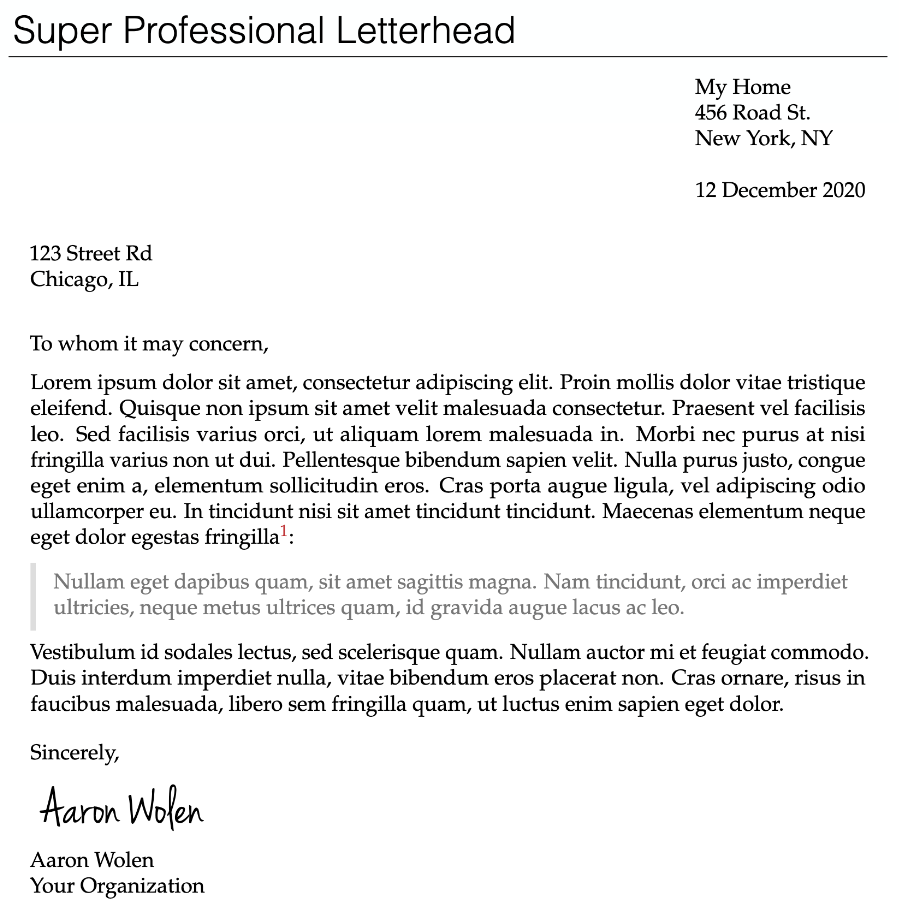 Super Professional Letterhead
My Home
456 Road St.
New York, NY
12 December 2020
123 Street Rd
Chicago, IL
To whom it may concern,
Lorem ipsum dolor sit amet, consectetur adipiscing elit. Proin mollis dolor vitae tristique
eleifend. Quisque non ipsum sit amet velit malesuada consectetur. Praesent vel facilisis
leo. Sed facilisis varius orci, ut aliquam lorem malesuada in. Morbi nec purus at nisi
fringilla varius non ut dui. Pellentesque bibendum sapien velit. Nulla purus justo, congue
eget enim a, elementum sollicitudin eros. Cras porta augue ligula, vel adipiscing odio
ullamcorper eu. In tincidunt nisi sit amet tincidunt tincidunt. Maecenas elementum neque
eget dolor egestas fringilla¹:
Nullam eget dapibus quam, sit amet sagittis magna. Nam tincidunt, orci ac imperdiet
ultricies, neque metus ultrices quam, id gravida augue lacus ac leo.
Vestibulum id sodales lectus, sed scelerisque quam. Nullam auctor mi et feugiat commodo.
Duis interdum imperdiet nulla, vitae bibendum eros placerat non. Cras ornare, risus in
faucibus malesuada, libero sem fringilla quam, ut luctus enim sapien eget dolor.
Sincerely,
Aaron Wolen
Aaron Wolen
Your Organization